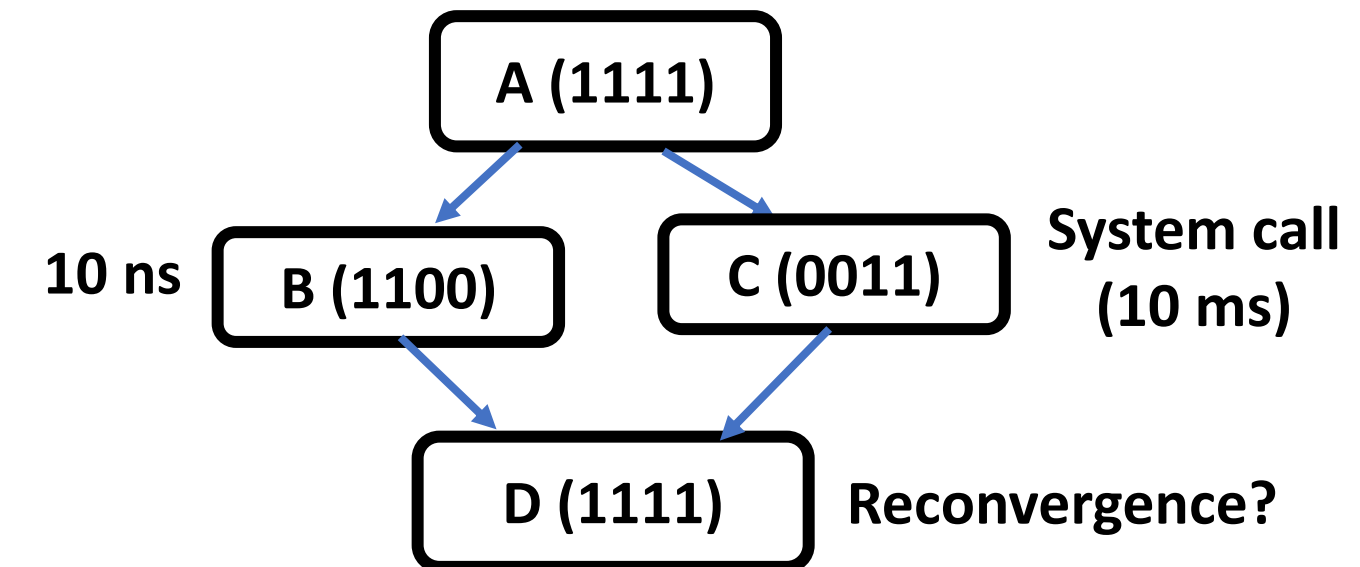 A (1111)
10 ns
B (1100)
C (0011)
System call
(10 ms)
D (1111)
Reconvergence?